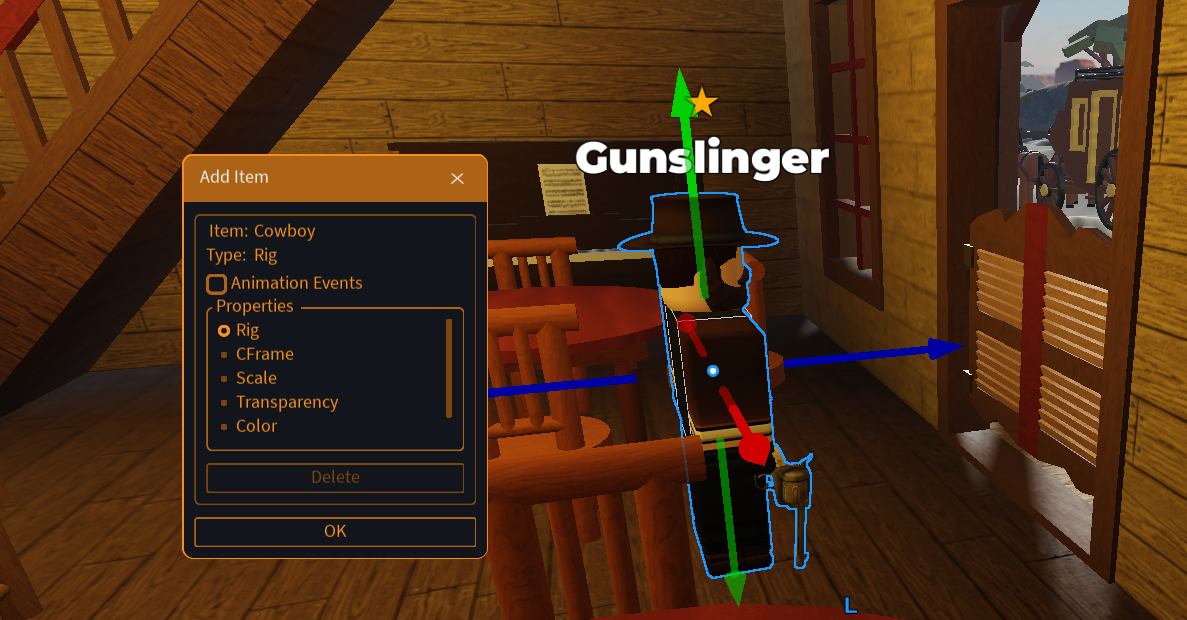 Add Item
Gunslinger
Item: Cowboy
Type: Rig
Animation Events
Properties
Rig
CFrame
Scale
Transparency
Color
Delete
OK
L